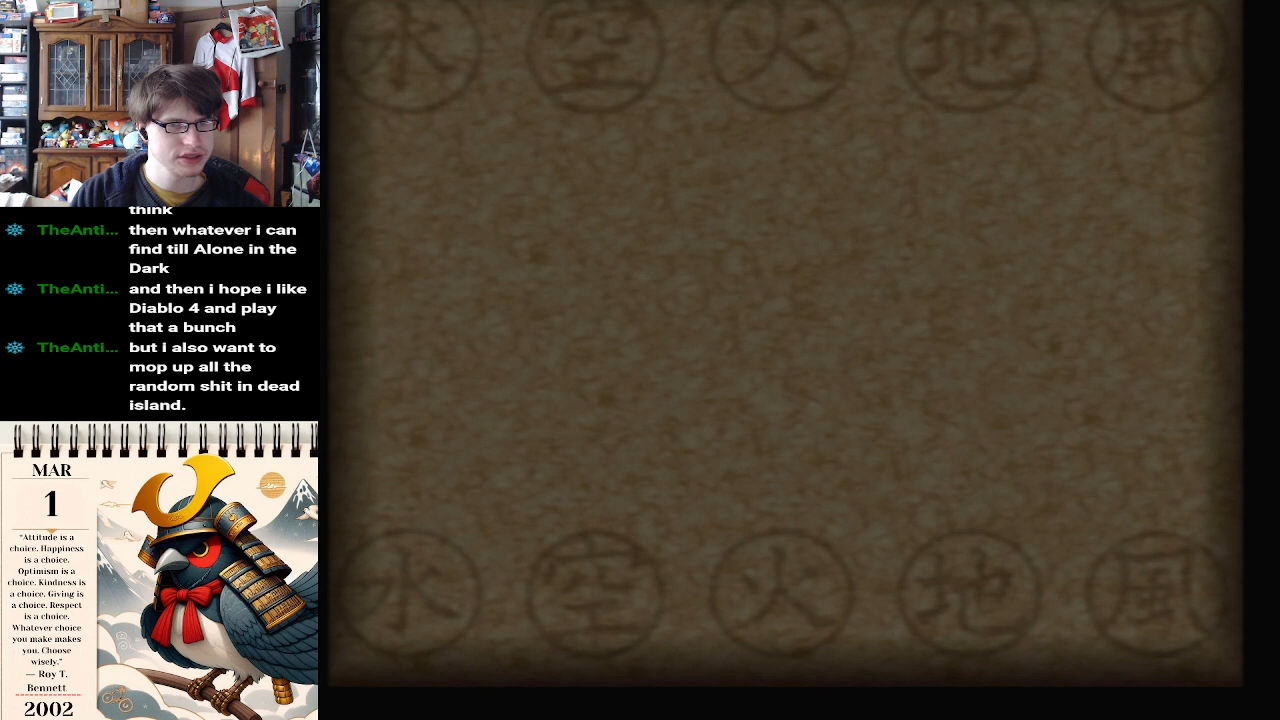 think
TheAnti... then whatever i can
find till Alone in the
Dark
TheAnti... and then i hope i like
Diablo 4 and play
that a bunch
TheAnti... but i also want to
mop up all the
random shit in dead
island.
MAR
1
"Attitude is a
choice. Happiness
is a choice.
Optimism is a
choice. Kindness is
a choice. Giving is
a choice. Respect
is a choice.
Whatever choice
you make makes
you. Choose
wisely."
— Roy T.
Bennett
2002
水 空 火 地 風
水 空 火 地 風